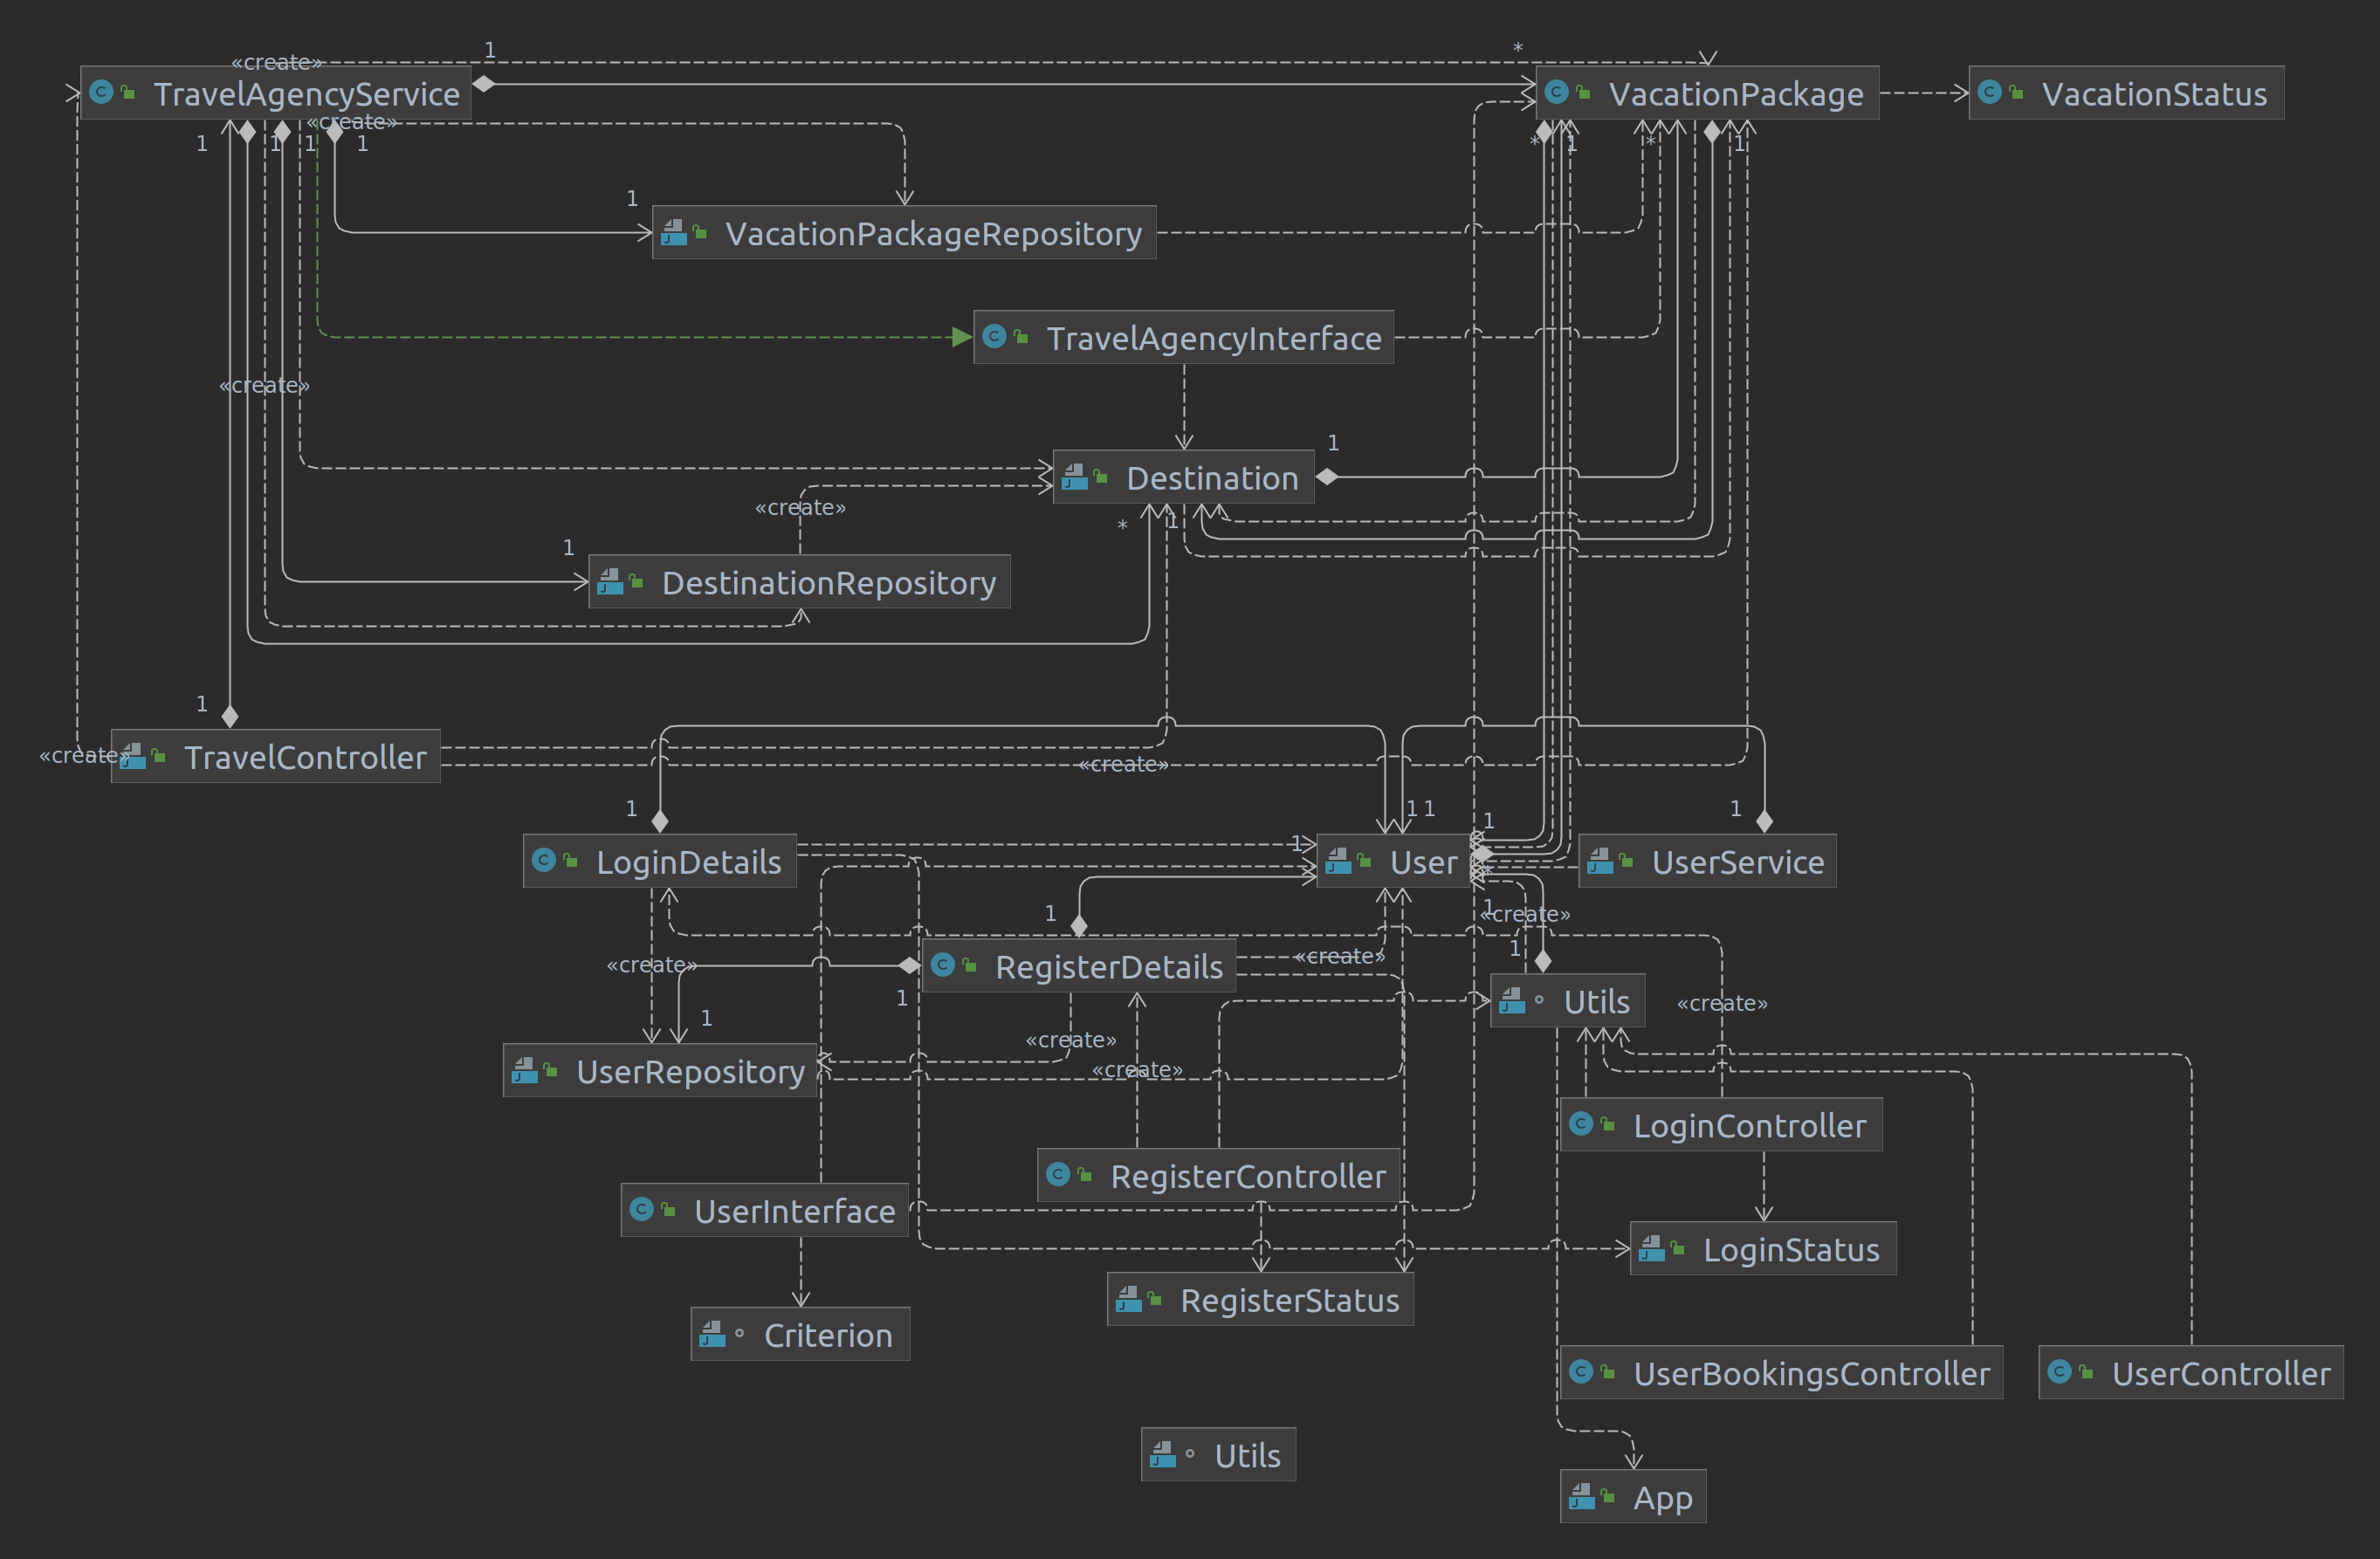 1
*
«create»
TravelAgencyService
VacationPackage
VacationStatus
«create»
1
1
1
1
*
1
*
1
1
VacationPackageRepository
TravelAgencyInterface
«create»
1
Destination
«create»
*
1
1
DestinationRepository
1
«create»
TravelController
«create»
1
1
1
1
1
1
LoginDetails
User
UserService
*
1
1
«create»
«create»
1
«create»
RegisterDetails
1
1
«create»
Utils
«create»
UserRepository
«create»
LoginController
RegisterController
UserInterface
LoginStatus
RegisterStatus
Criterion
UserBookingsController
UserController
Utils
App